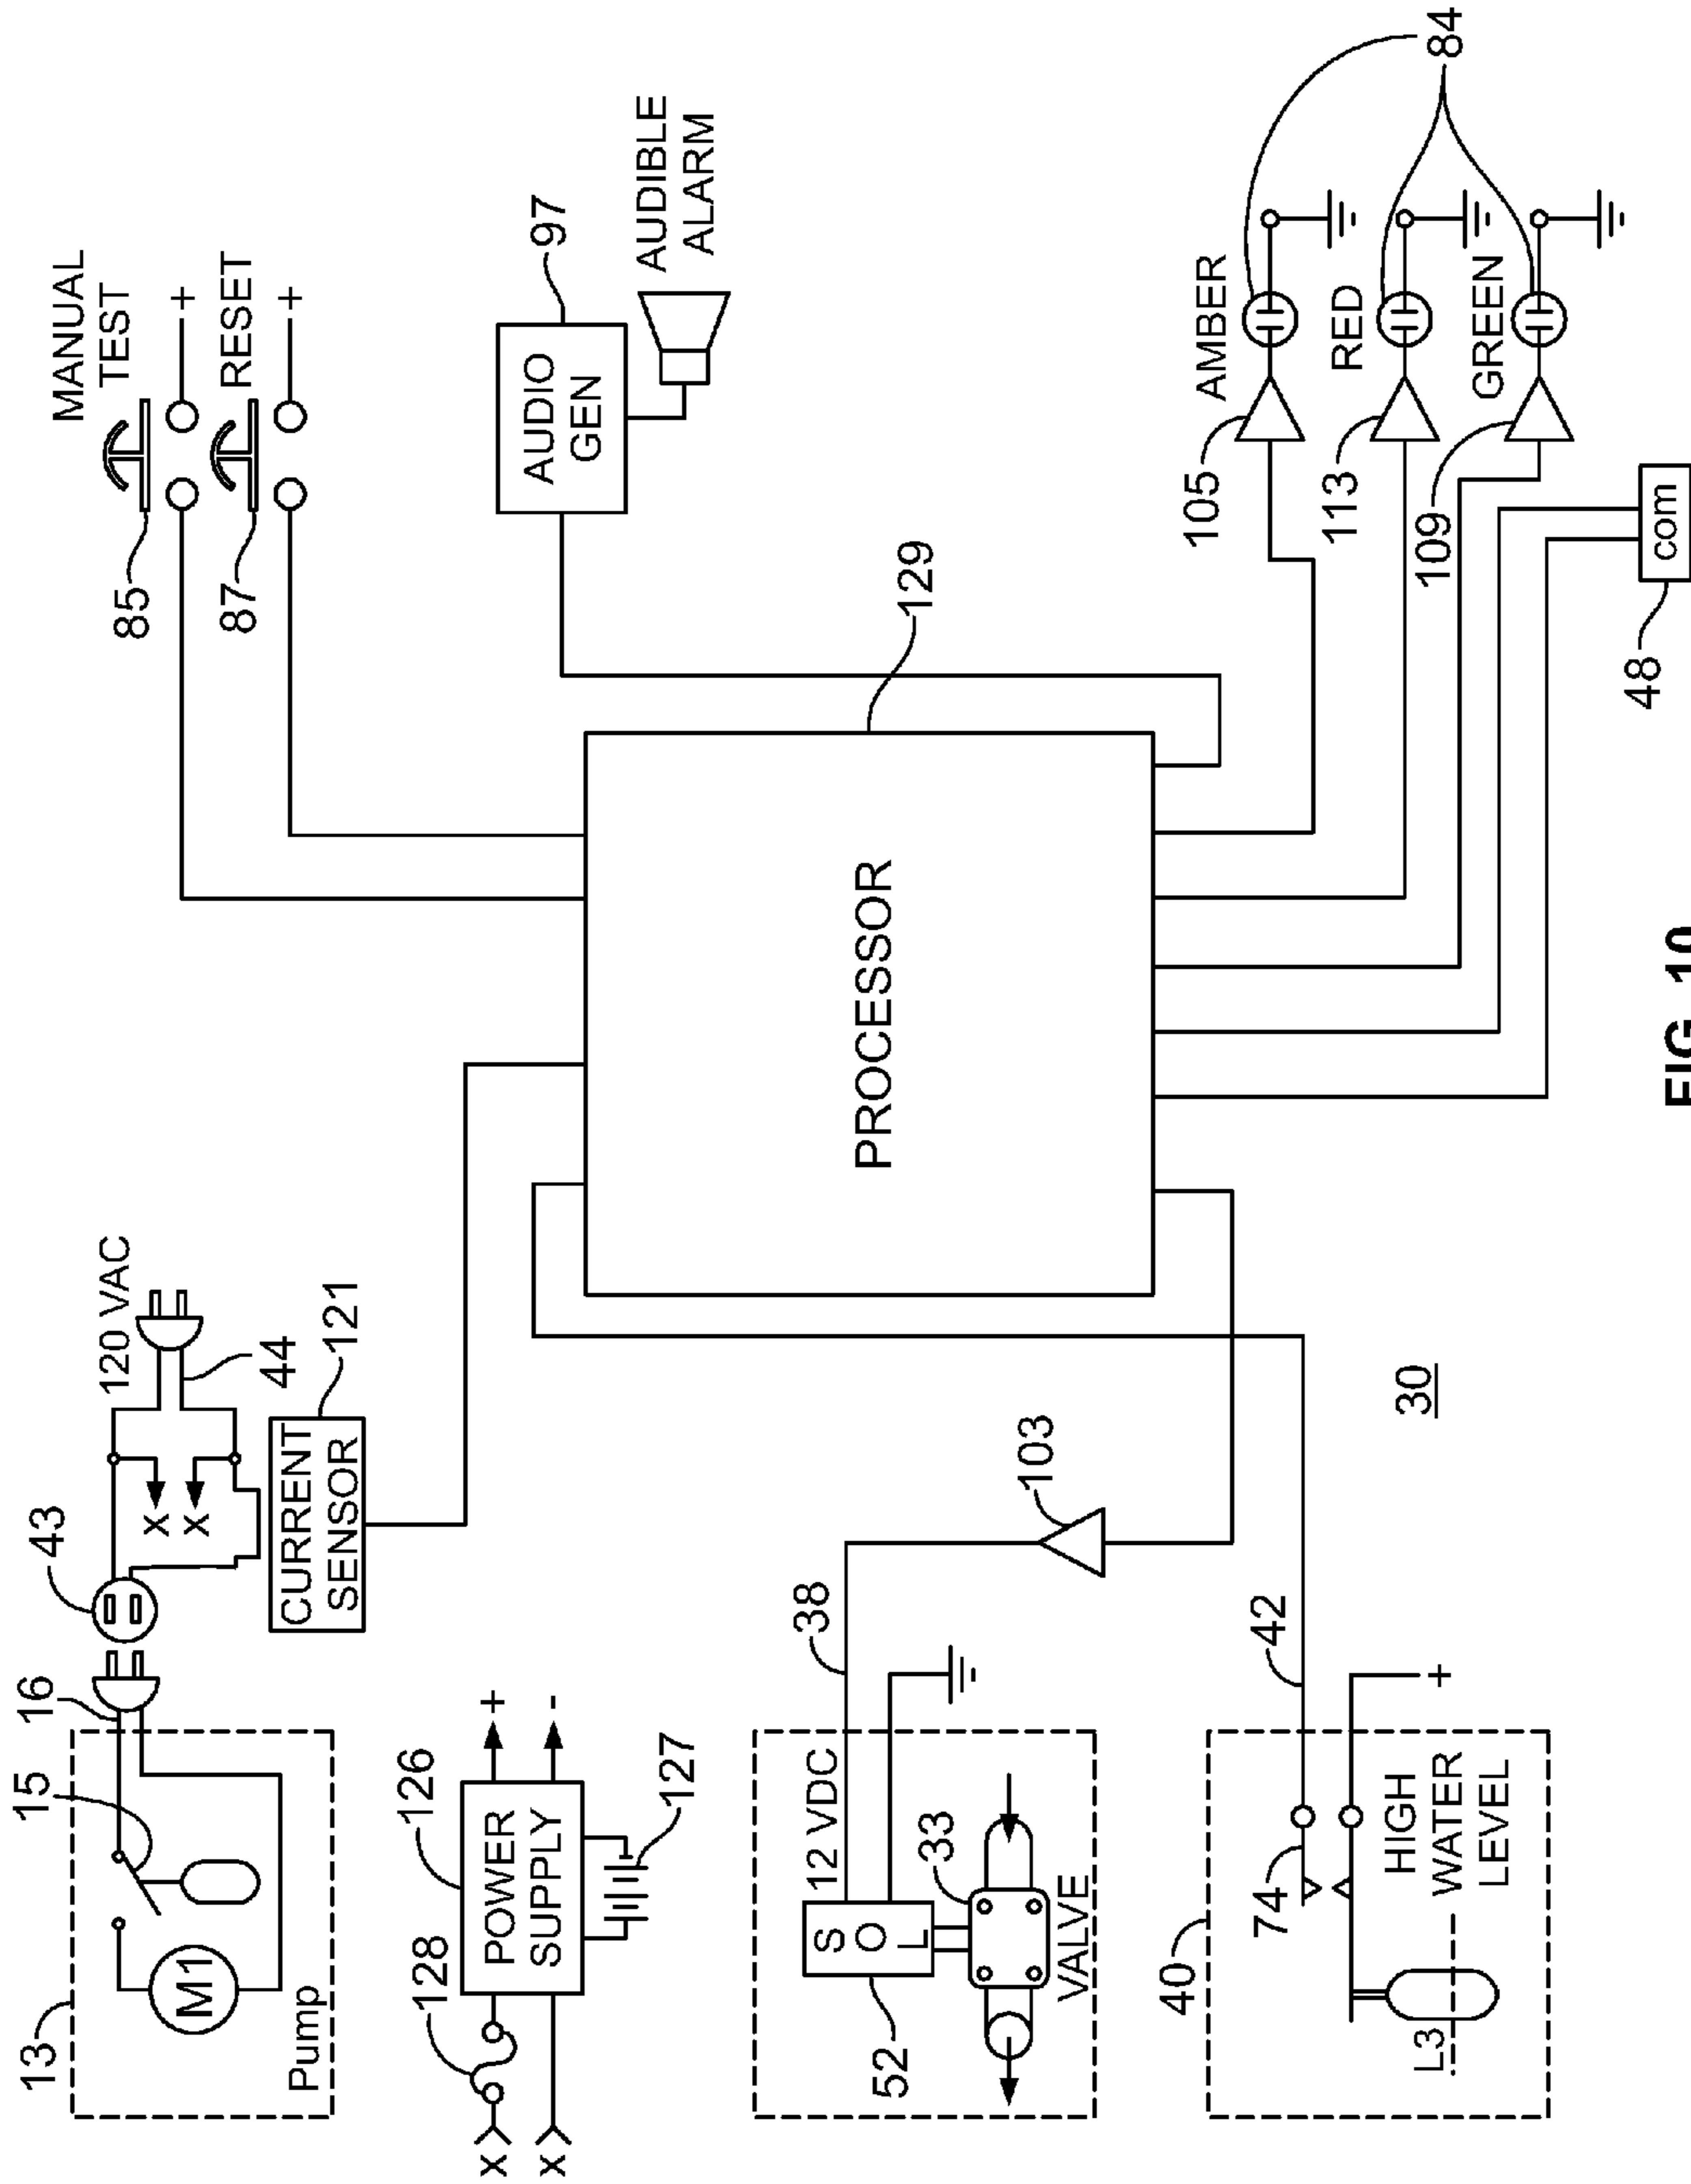 13
15
16
43
120 VAC
44
M1
Pump
X
X
CURRENT
SENSOR
121
MANUAL
TEST
+
85
RESET
+
87
128
126
POWER
SUPPLY
+
-
127
X
X
AUDIO
GEN
97
AUDIBLE
ALARM
PROCESSOR
129
12 VDC
38
S
O
L
52
33
VALVE
103
105
AMBER
113
RED
109
GREEN
84
40
74
42
HIGH
WATER
LEVEL
+
L3
30
48
com
FIG. 10